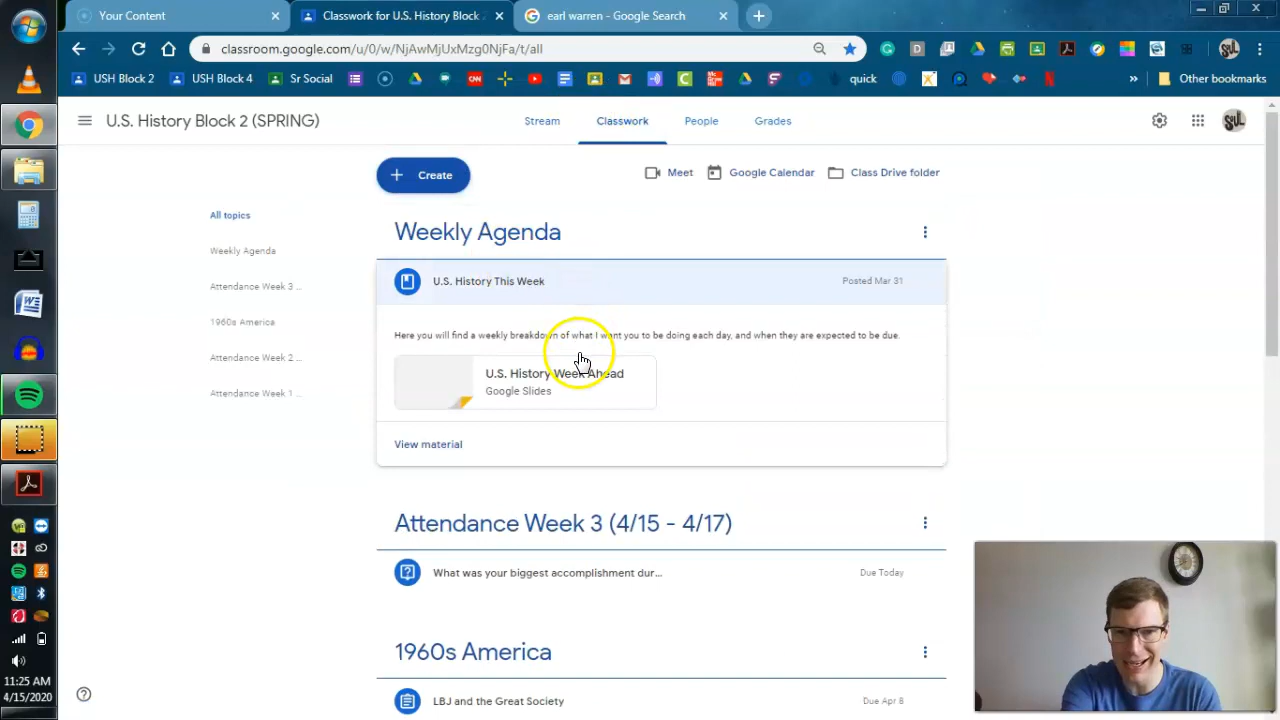 Your Content
Classwork for U.S. History Block
earl warren - Google Search
classroom.google.com/u/0/w/NjAwMjUxMzg0NjFa/t/all
USH Block 2
USH Block 4
Sr Social
quick
Other bookmarks
U.S. History Block 2 (SPRING)
Stream
Classwork
People
Grades
Create
Meet
Google Calendar
Class Drive folder
All topics
Weekly Agenda
Attendance Week 3 ...
1960s America
Attendance Week 2 ...
Attendance Week 1 ...
Weekly Agenda
U.S. History This Week
Posted Mar 31
Here you will find a weekly breakdown of what I want you to be doing each day, and when they are expected to be due.
U.S. History Week Ahead
Google Slides
View material
Attendance Week 3 (4/15 - 4/17)
What was your biggest accomplishment dur...
Due Today
1960s America
LBJ and the Great Society
Due Apr 8
11:25 AM
4/15/2020